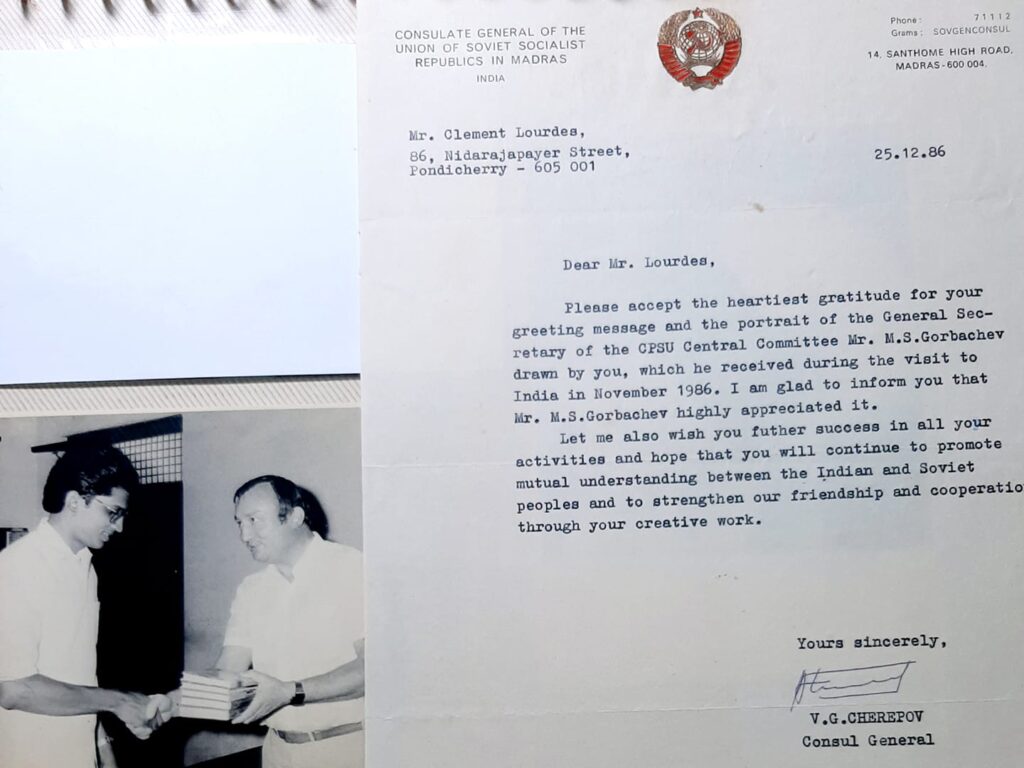 CONSULATE GENERAL OF THE
UNION OF SOVIET SOCIALIST
REPUBLICS IN MADRAS
INDIA
Phone: 71112
Grams: SOVGENCONSUL
14, SANTHOME HIGH ROAD,
MADRAS-600 004.
Mr. Clement Lourdes,
86, Nidarajapayer Street,
Pondicherry - 605 001
25.12.86
Dear Mr. Lourdes,
Please accept the heartiest gratitude for your
greeting message and the portrait of the General Sec-
retary of the CPSU Central Committee Mr. M.S.Gorbachev
drawn by you, which he received during the visit to
India in November 1986. I am glad to inform you that
Mr. M.S.Gorbachev highly appreciated it.
Let me also wish you futher success in all your
activities and hope that you will continue to promote
mutual understanding between the Indian and Soviet
peoples and to strengthen our friendship and cooperatio
through your creative work.
Yours sincerely,
V.G.CHEREPOV
Consul General